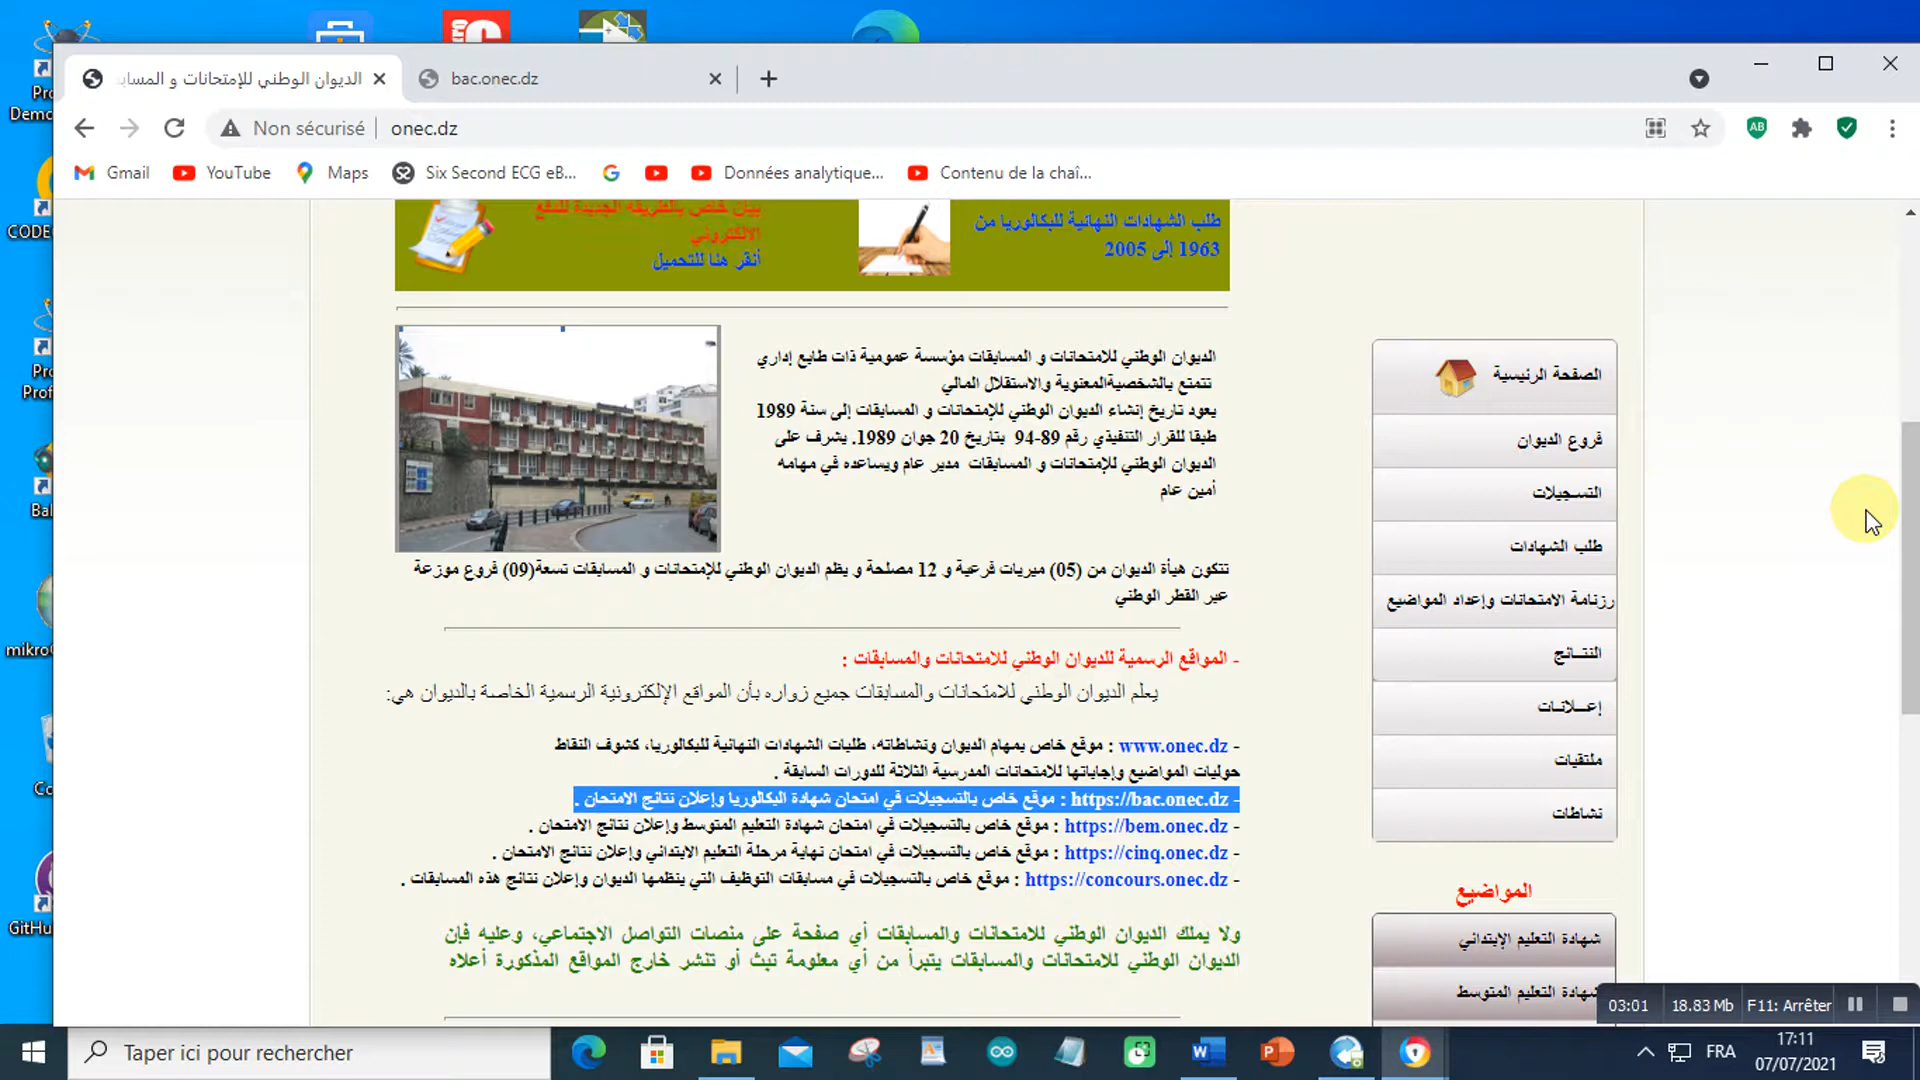 الديوان الوطني للإمتحانات و المساب
bac.onec.dz
Non sécurisé
onec.dz
Gmail
YouTube
Maps
Six Second ECG eB...
Données analytique...
Contenu de la chaî...
طلب الشهادات النهائية للبكالوريا من
1963 إلى 2005
بيان خاص بالطريقة الجديدة للدفع
الالكتروني
أنقر هنا للتحميل
الديوان الوطني للامتحانات و المسابقات مؤسسة عمومية ذات طابع إداري
تتمتع بالشخصيةالمعنوية والاستقلال المالي
يعود تاريخ إنشاء الديوان الوطني للإمتحانات و المسابقات إلى سنة 1989
طبقا للقرار التنفيذي رقم 89-94 بتاريخ 20 جوان 1989. يشرف على
الديوان الوطني للإمتحانات و المسابقات مدير عام ويساعده في مهامه
أمين عام
تتكون هيأة الديوان من (05) ميريات فرعية و 12 مصلحة و يظم الديوان الوطني للإمتحانات و المسابقات تسعة(09) فروع موزعة
عبر القطر الوطني
- المواقع الرسمية للديوان الوطني للامتحانات والمسابقات :
يعلم الديوان الوطني للامتحانات والمسابقات جميع زواره بأن المواقع الإلكترونية الرسمية الخاصة بالديوان هي:
- www.onec.dz : موقع خاص بمهام الديوان ونشاطاته، طلبات الشهادات النهائية للبكالوريا، كشوف النقاط
حوليات المواضيع وإجاباتها للامتحانات المدرسية الثلاثة للدورات السابقة .
- https://bac.onec.dz : موقع خاص بالتسجيلات في امتحان شهادة البكالوريا وإعلان نتائج الامتحان .
- https://bem.onec.dz : موقع خاص بالتسجيلات في امتحان شهادة التعليم المتوسط وإعلان نتائج الامتحان .
- https://cinq.onec.dz : موقع خاص بالتسجيلات في امتحان نهاية مرحلة التعليم الابتدائي وإعلان نتائج الامتحان .
- https://concours.onec.dz : موقع خاص بالتسجيلات في مسابقات التوظيف التي ينظمها الديوان وإعلان نتائج هذه المسابقات .
ولا يملك الديوان الوطني للامتحانات والمسابقات أي صفحة على منصات التواصل الاجتماعي، وعليه فإن
الديوان الوطني للامتحانات والمسابقات يتبرأ من أي معلومة تبث أو تنشر خارج المواقع المذكورة أعلاه
الصفحة الرئيسية
فروع الديوان
التسجيلات
طلب الشهادات
رزنامة الامتحانات وإعداد المواضيع
النتـائج
إعــلانـات
ملتقيات
نشاطات
المواضيع
شهادة التعليم الإبتدائي
شهادة التعليم المتوسط
03:01
18.83 Mb
F11: Arrêter
Taper ici pour rechercher
FRA
17:11
07/07/2021